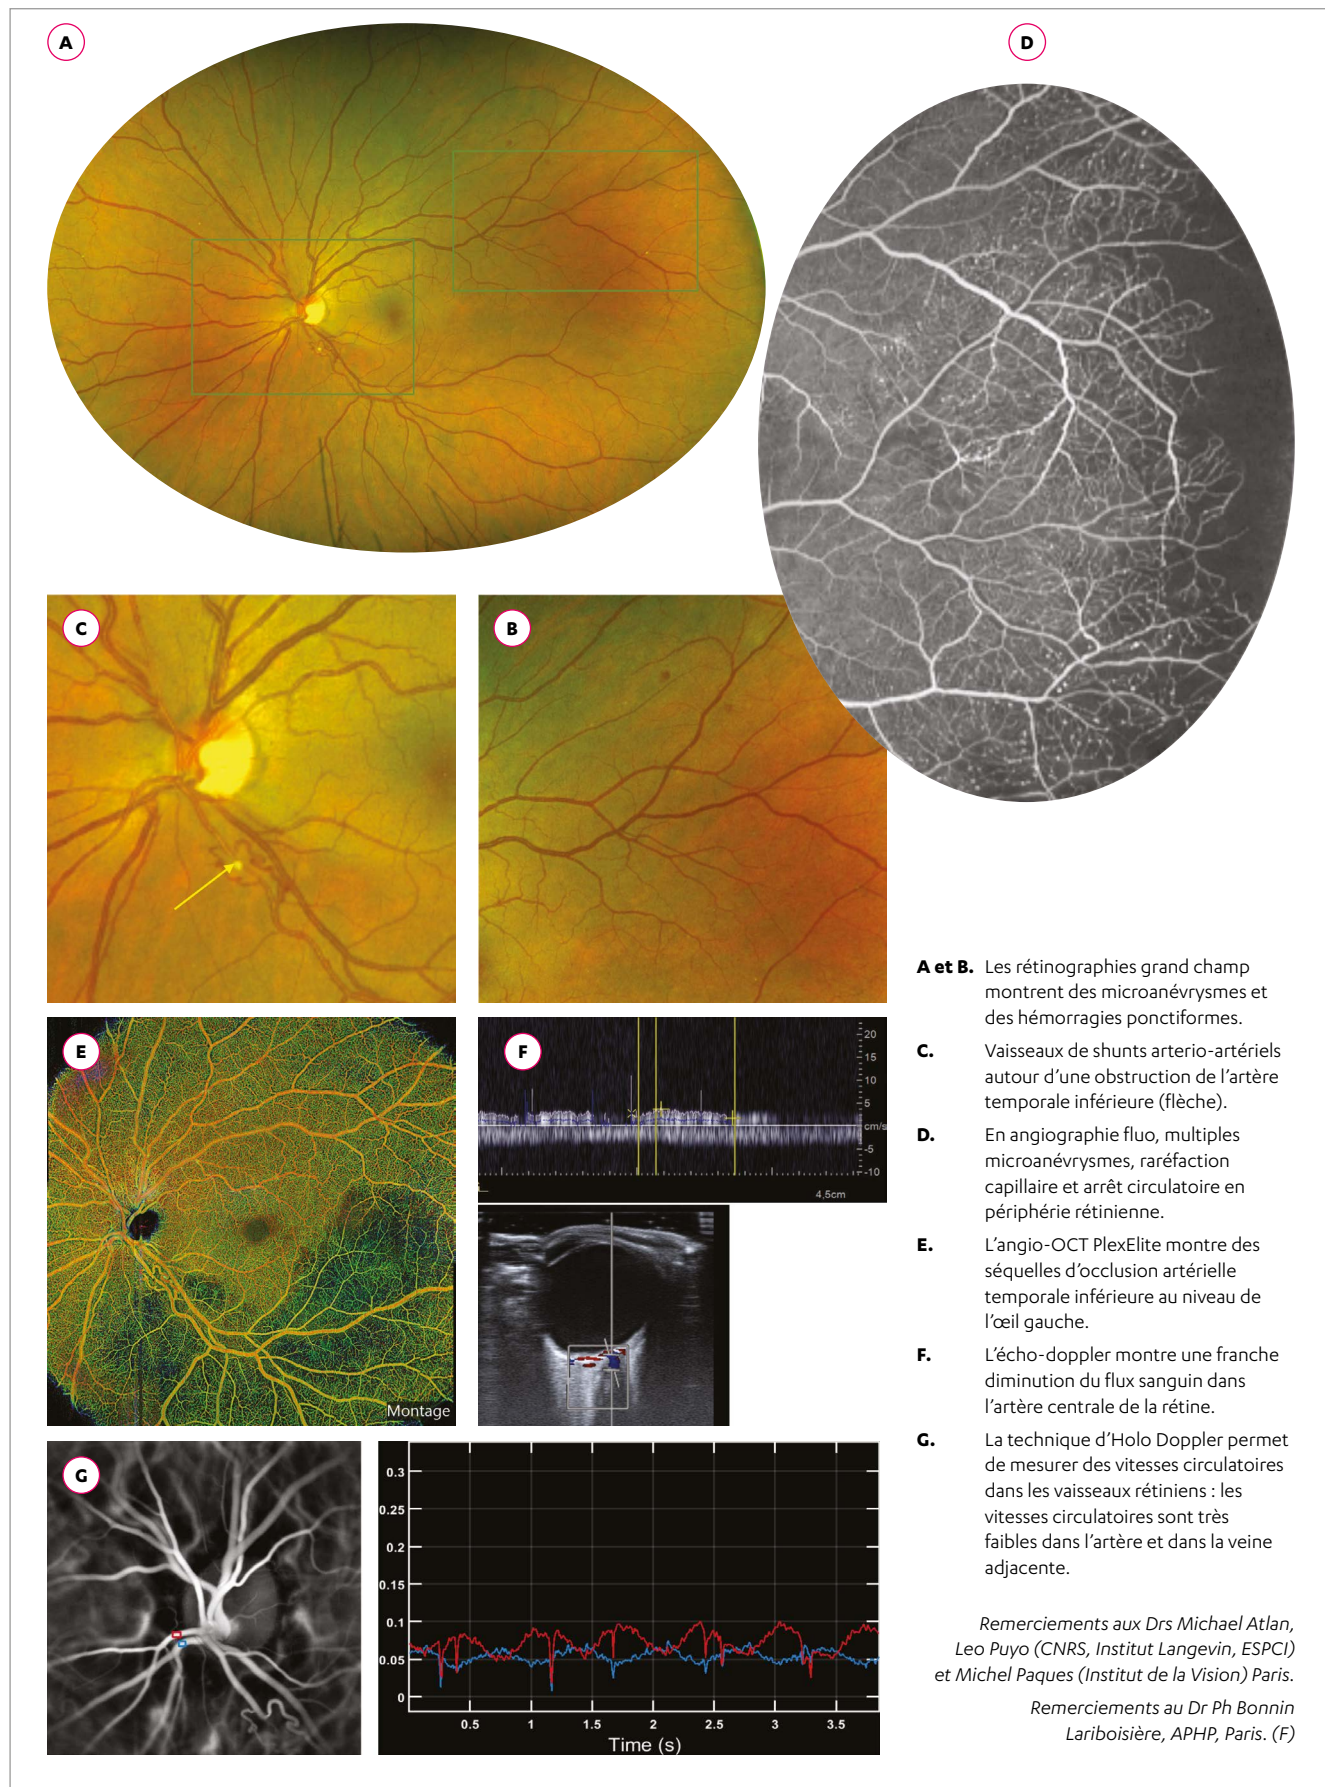 A
D
C
B
A et B. Les rétinographies grand champ
montrent des microanévrysmes et
des hémorragies ponctiformes.
C. Vaisseaux de shunts arterio-artériels
autour d'une obstruction de l'artère
temporale inférieure (flèche).
D. En angiographie fluo, multiples
microanévrysmes, raréfaction
capillaire et arrêt circulatoire en
périphérie rétinienne.
E. L'angio-OCT PlexElite montre des
séquelles d'occlusion artérielle
temporale inférieure au niveau de
l'œil gauche.
F. L'écho-doppler montre une franche
diminution du flux sanguin dans
l'artère centrale de la rétine.
G. La technique d'Holo Doppler permet
de mesurer des vitesses circulatoires
dans les vaisseaux rétiniens : les
vitesses circulatoires sont très
faibles dans l'artère et dans la veine
adjacente.
Remerciements aux Drs Michael Atlan,
Leo Puyo (CNRS, Institut Langevin, ESPCI)
et Michel Paques (Institut de la Vision) Paris.
Remerciements au Dr Ph Bonnin
Lariboisière, APHP, Paris. (F)
E
Montage
F
20
15
10
5
cm/s
-5
-10
4,5cm
G
0.3
0.25
0.2
0.15
0.1
0.05
0
0.5 1 1.5 2 2.5 3 3.5
Time (s)